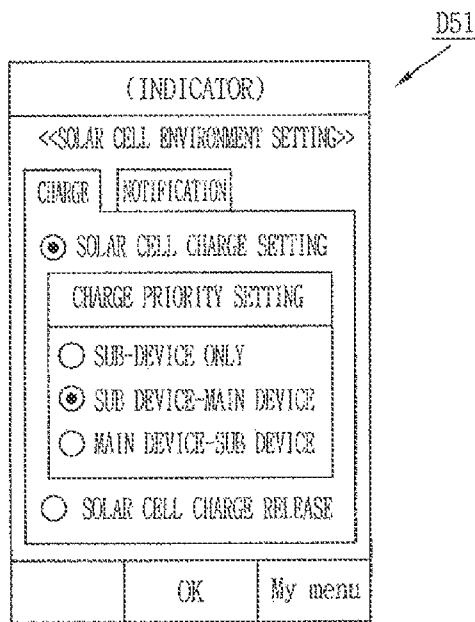 D51
(INDICATOR)
<<SOLAR CELL ENVIRONMENT SETTING>>
CHARGE NOTIFICATION
SOLAR CELL CHARGE SETTING
CHARGE PRIORITY SETTING
SUB-DEVICE ONLY
SUB DEVICE-MAIN DEVICE
MAIN DEVICE-SUB DEVICE
SOLAR CELL CHARGE RELEASE
OK My menu